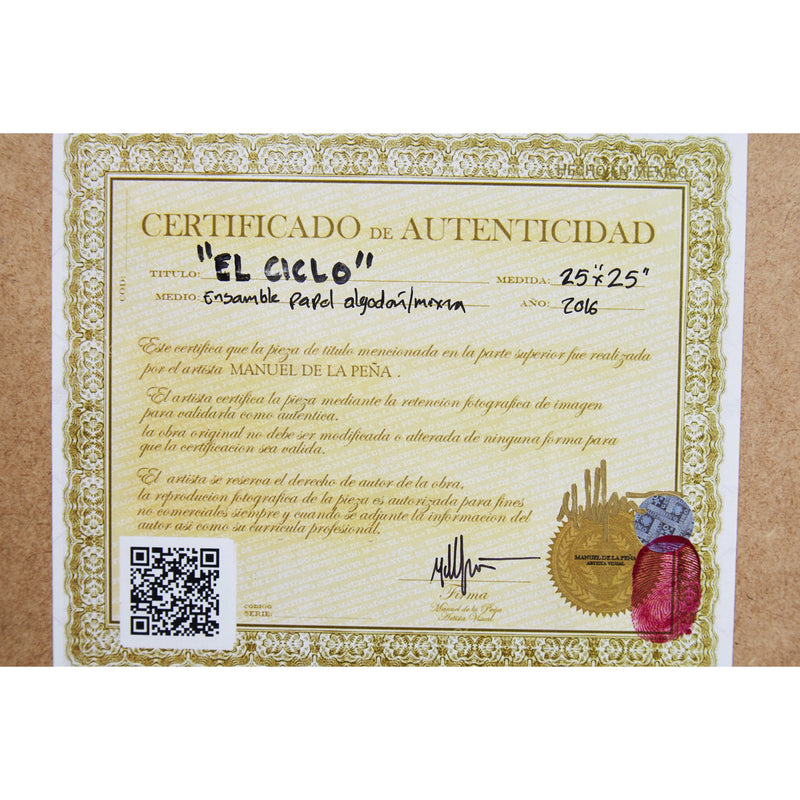 HECHO EN MEXICO
CERTIFICADO DE AUTENTICIDAD
TITULO: "EL CICLO" MEDIDA: 25"x25"
MEDIO: Ensamble papel algodón/mixta AÑO: 2016
Este certifica que la pieza de titulo mencionada en la parte superior fue realizada
por el artista MANUEL DE LA PEÑA .
El artista certifica la pieza mediante la retencion fotografica de imagen
para validarla como autentica.
la obra original no debe ser modificada o alterada de ninguna forma para
que la certificacion sea valida.
El artista se reserva el derecho de autor de la obra,
la reproducion fotografica de la pieza es autorizada para fines
no comerciales siempre y cuando se adjunte la informacion del
autor asi como su curricula profesional.
MANUEL DE LA PEÑA
ARTISTA VISUAL
CODIGO
SERIE:
Firma
Manuel de la Peña
Artista Visual
COD.